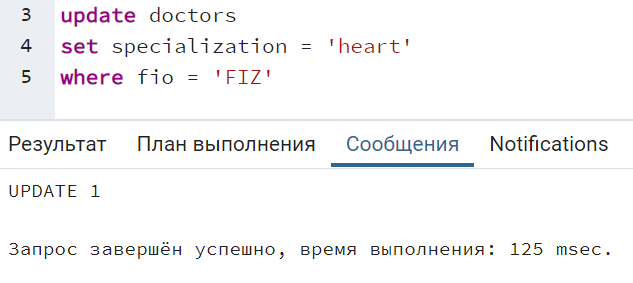 3 update doctors
4 set specialization = 'heart'
5 where fio = 'FIZ'
Результат План выполнения Сообщения Notifications
UPDATE 1
Запрос завершён успешно, время выполнения: 125 msec.